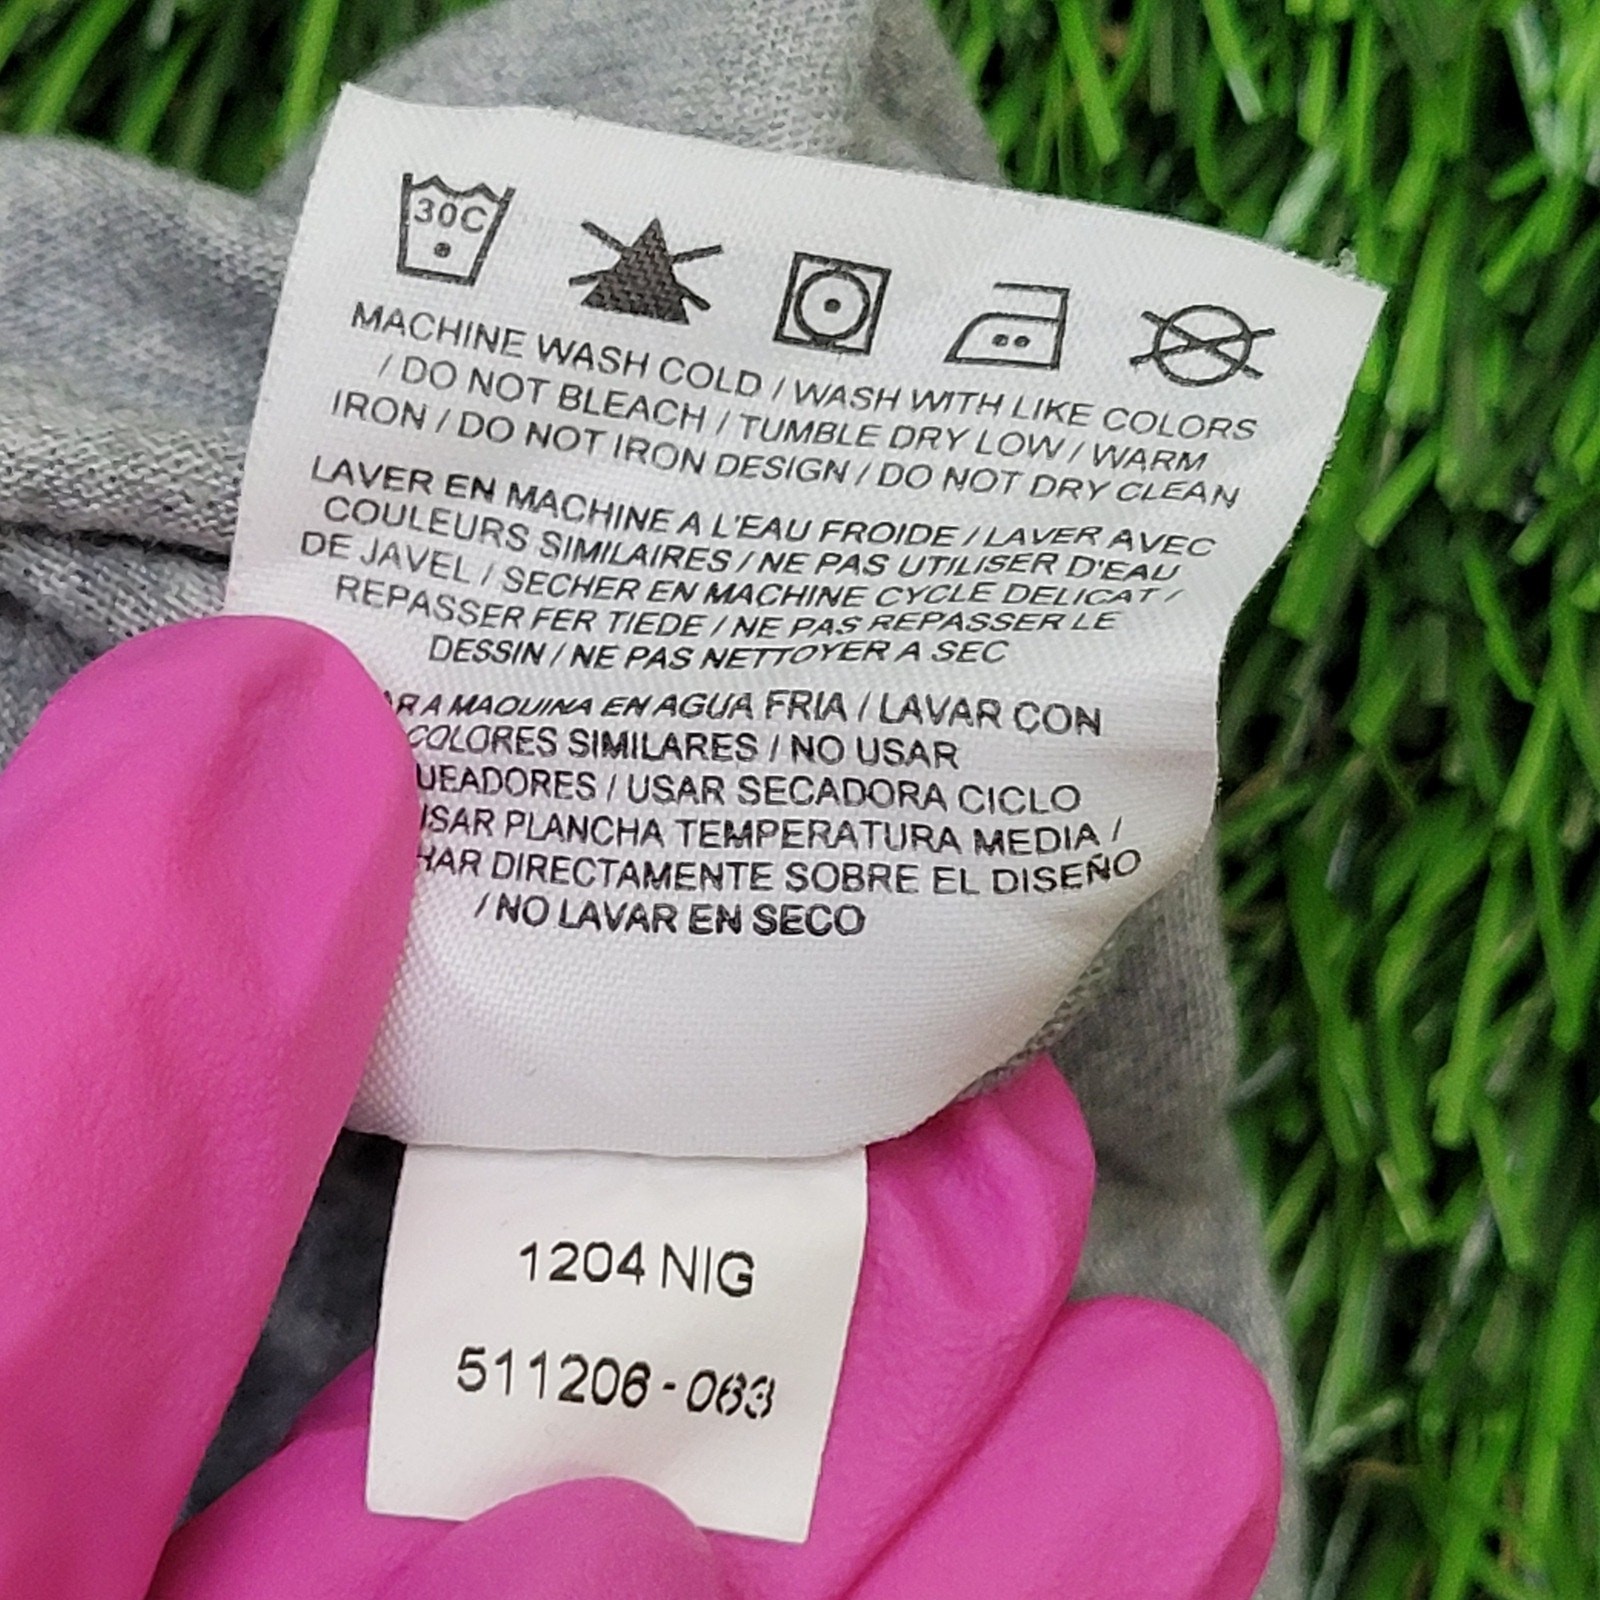 30C
MACHINE WASH COLD / WASH WITH LIKE COLORS
/ DO NOT BLEACH / TUMBLE DRY LOW / WARM
IRON / DO NOT IRON DESIGN / DO NOT DRY CLEAN
LAVER EN MACHINE A L'EAU FROIDE / LAVER AVEC
COULEURS SIMILAIRES / NE PAS UTILISER D'EAU
DE JAVEL / SECHER EN MACHINE CYCLE DELICAT /
REPASSER FER TIEDE / NE PAS REPASSER LE
DESSIN / NE PAS NETTOYER A SEC
A MAQUINA EN AGUA FRIA / LAVAR CON
COLORES SIMILARES / NO USAR
/ USAR SECADORA CICLO
PLANCHA TEMPERATURA MEDIA /
DIRECTAMENTE SOBRE EL DISEÑO
/ NO LAVAR EN SECO
1204 NIG
511206-063